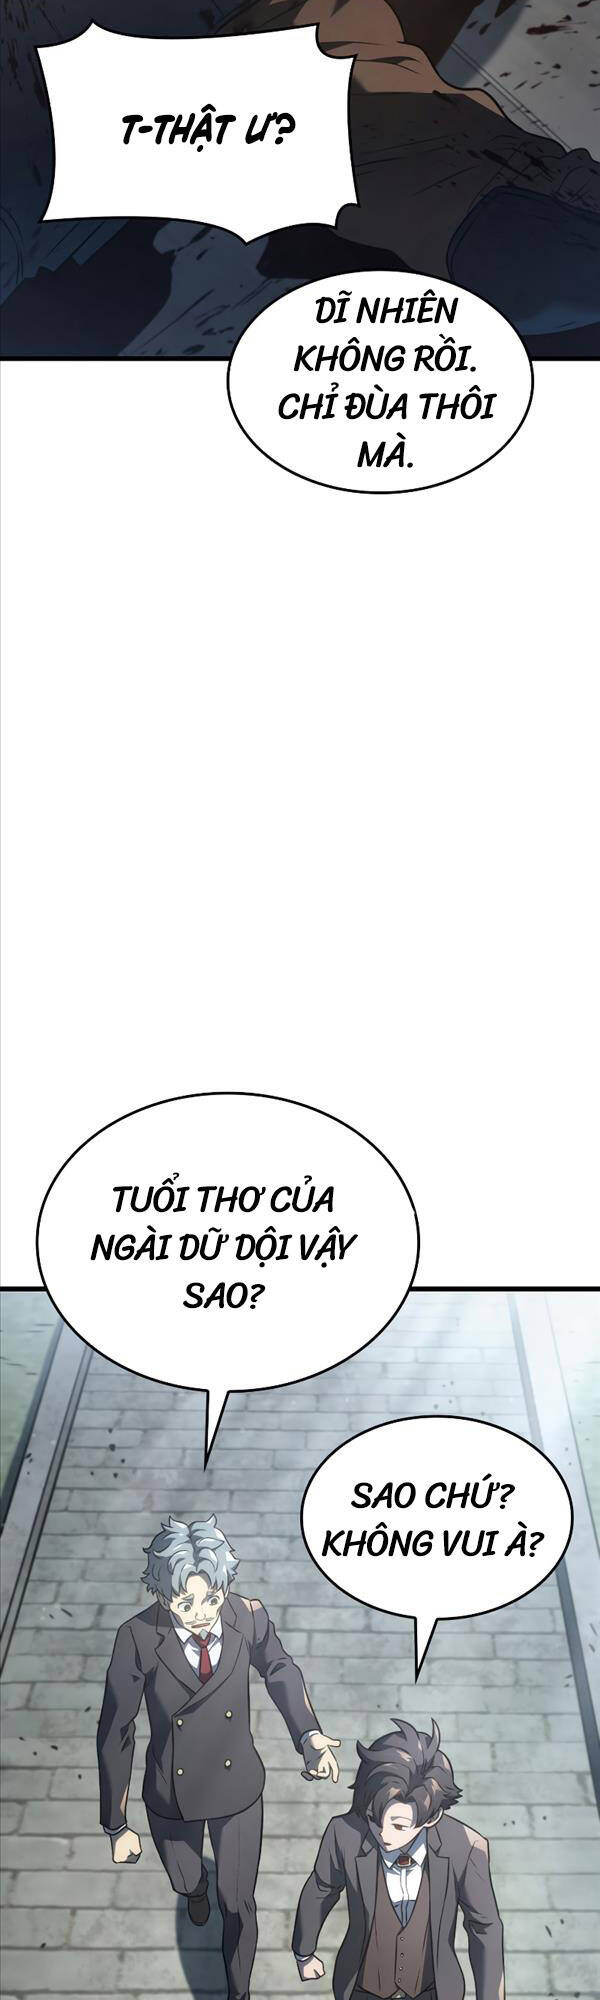 T-THẬT Ư?
DĨ NHIÊN
KHÔNG RỒI.
CHỈ ĐÙA THÔI
MÀ.
TUỔI THƠ CỦA
NGÀI DỮ DỘI VẬY
SAO?
SAO CHỨ?
KHÔNG VUI À?